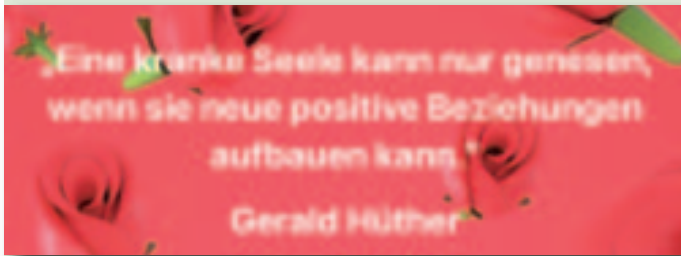 „Eine kranke Seele kann nur genesen,
wenn sie neue positive Beziehungen
aufbauen kann."
Gerald Hüther